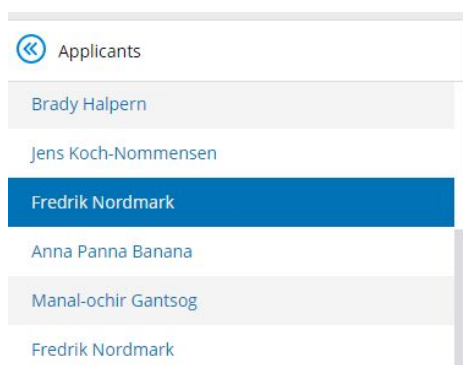 Applicants
Brady Halpern
Jens Koch-Nommensen
Fredrik Nordmark
Anna Panna Banana
Manal-ochir Gantsog
Fredrik Nordmark